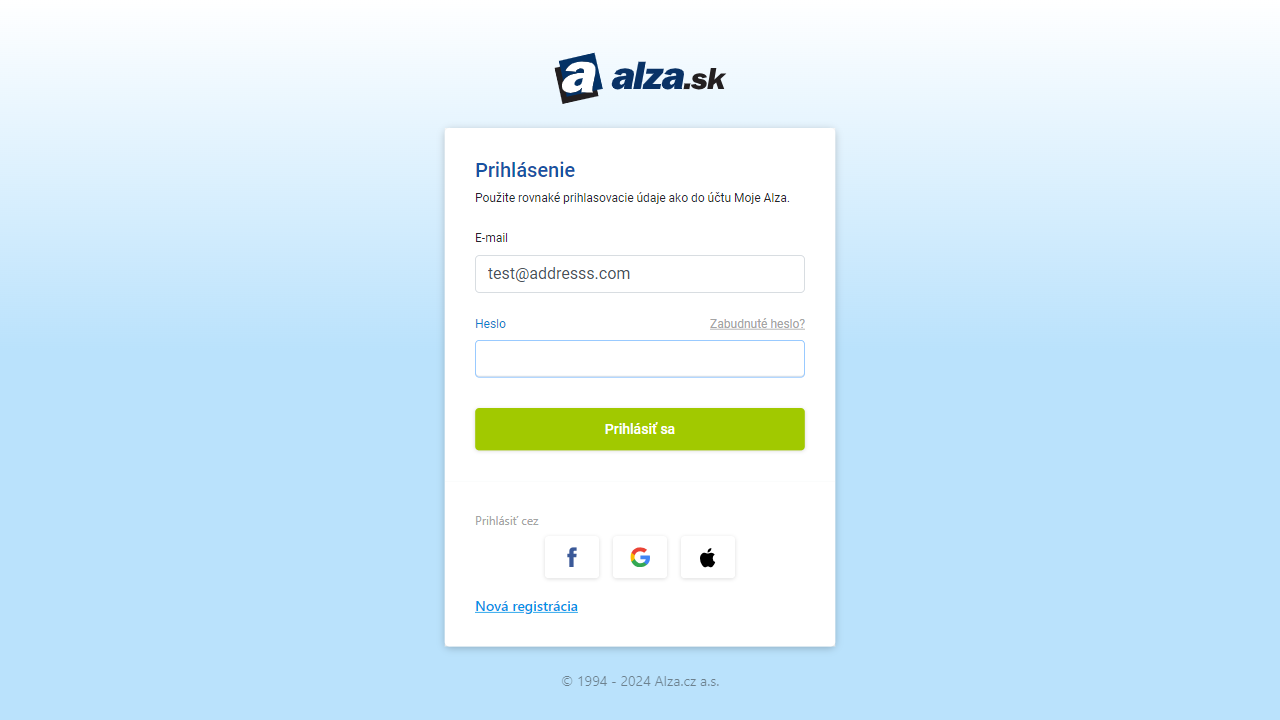 a alza.sk
Prihlásenie
Použite rovnaké prihlasovacie údaje ako do účtu Moje Alza.
E-mail
test@addresss.com
Heslo Zabudnuté heslo?
Prihlásiť sa
Prihlásiť cez
Nová registrácia
© 1994 - 2024 Alza.cz a.s.